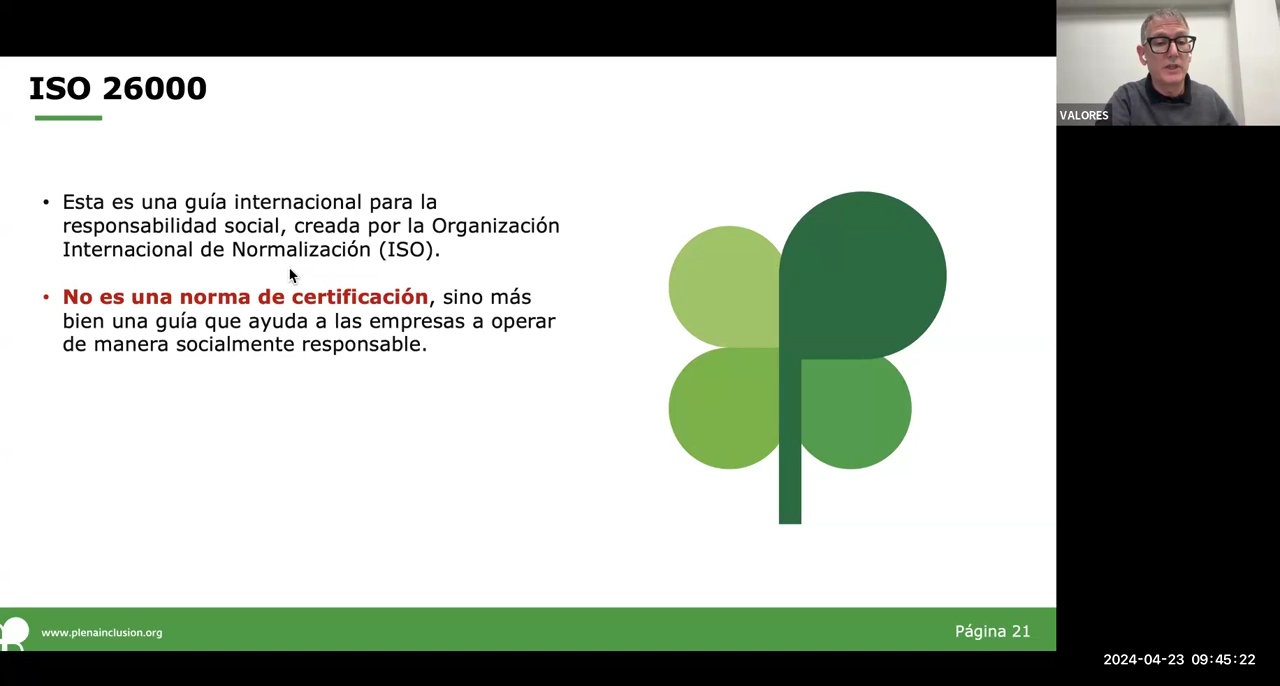 ISO 26000
• Esta es una guía internacional para la
responsabilidad social, creada por la Organización
Internacional de Normalización (ISO).
• No es una norma de certificación, sino más
bien una guía que ayuda a las empresas a operar
de manera socialmente responsable.
VALORES
www.plenainclusion.org
Página 21
2024-04-23 09:45:22